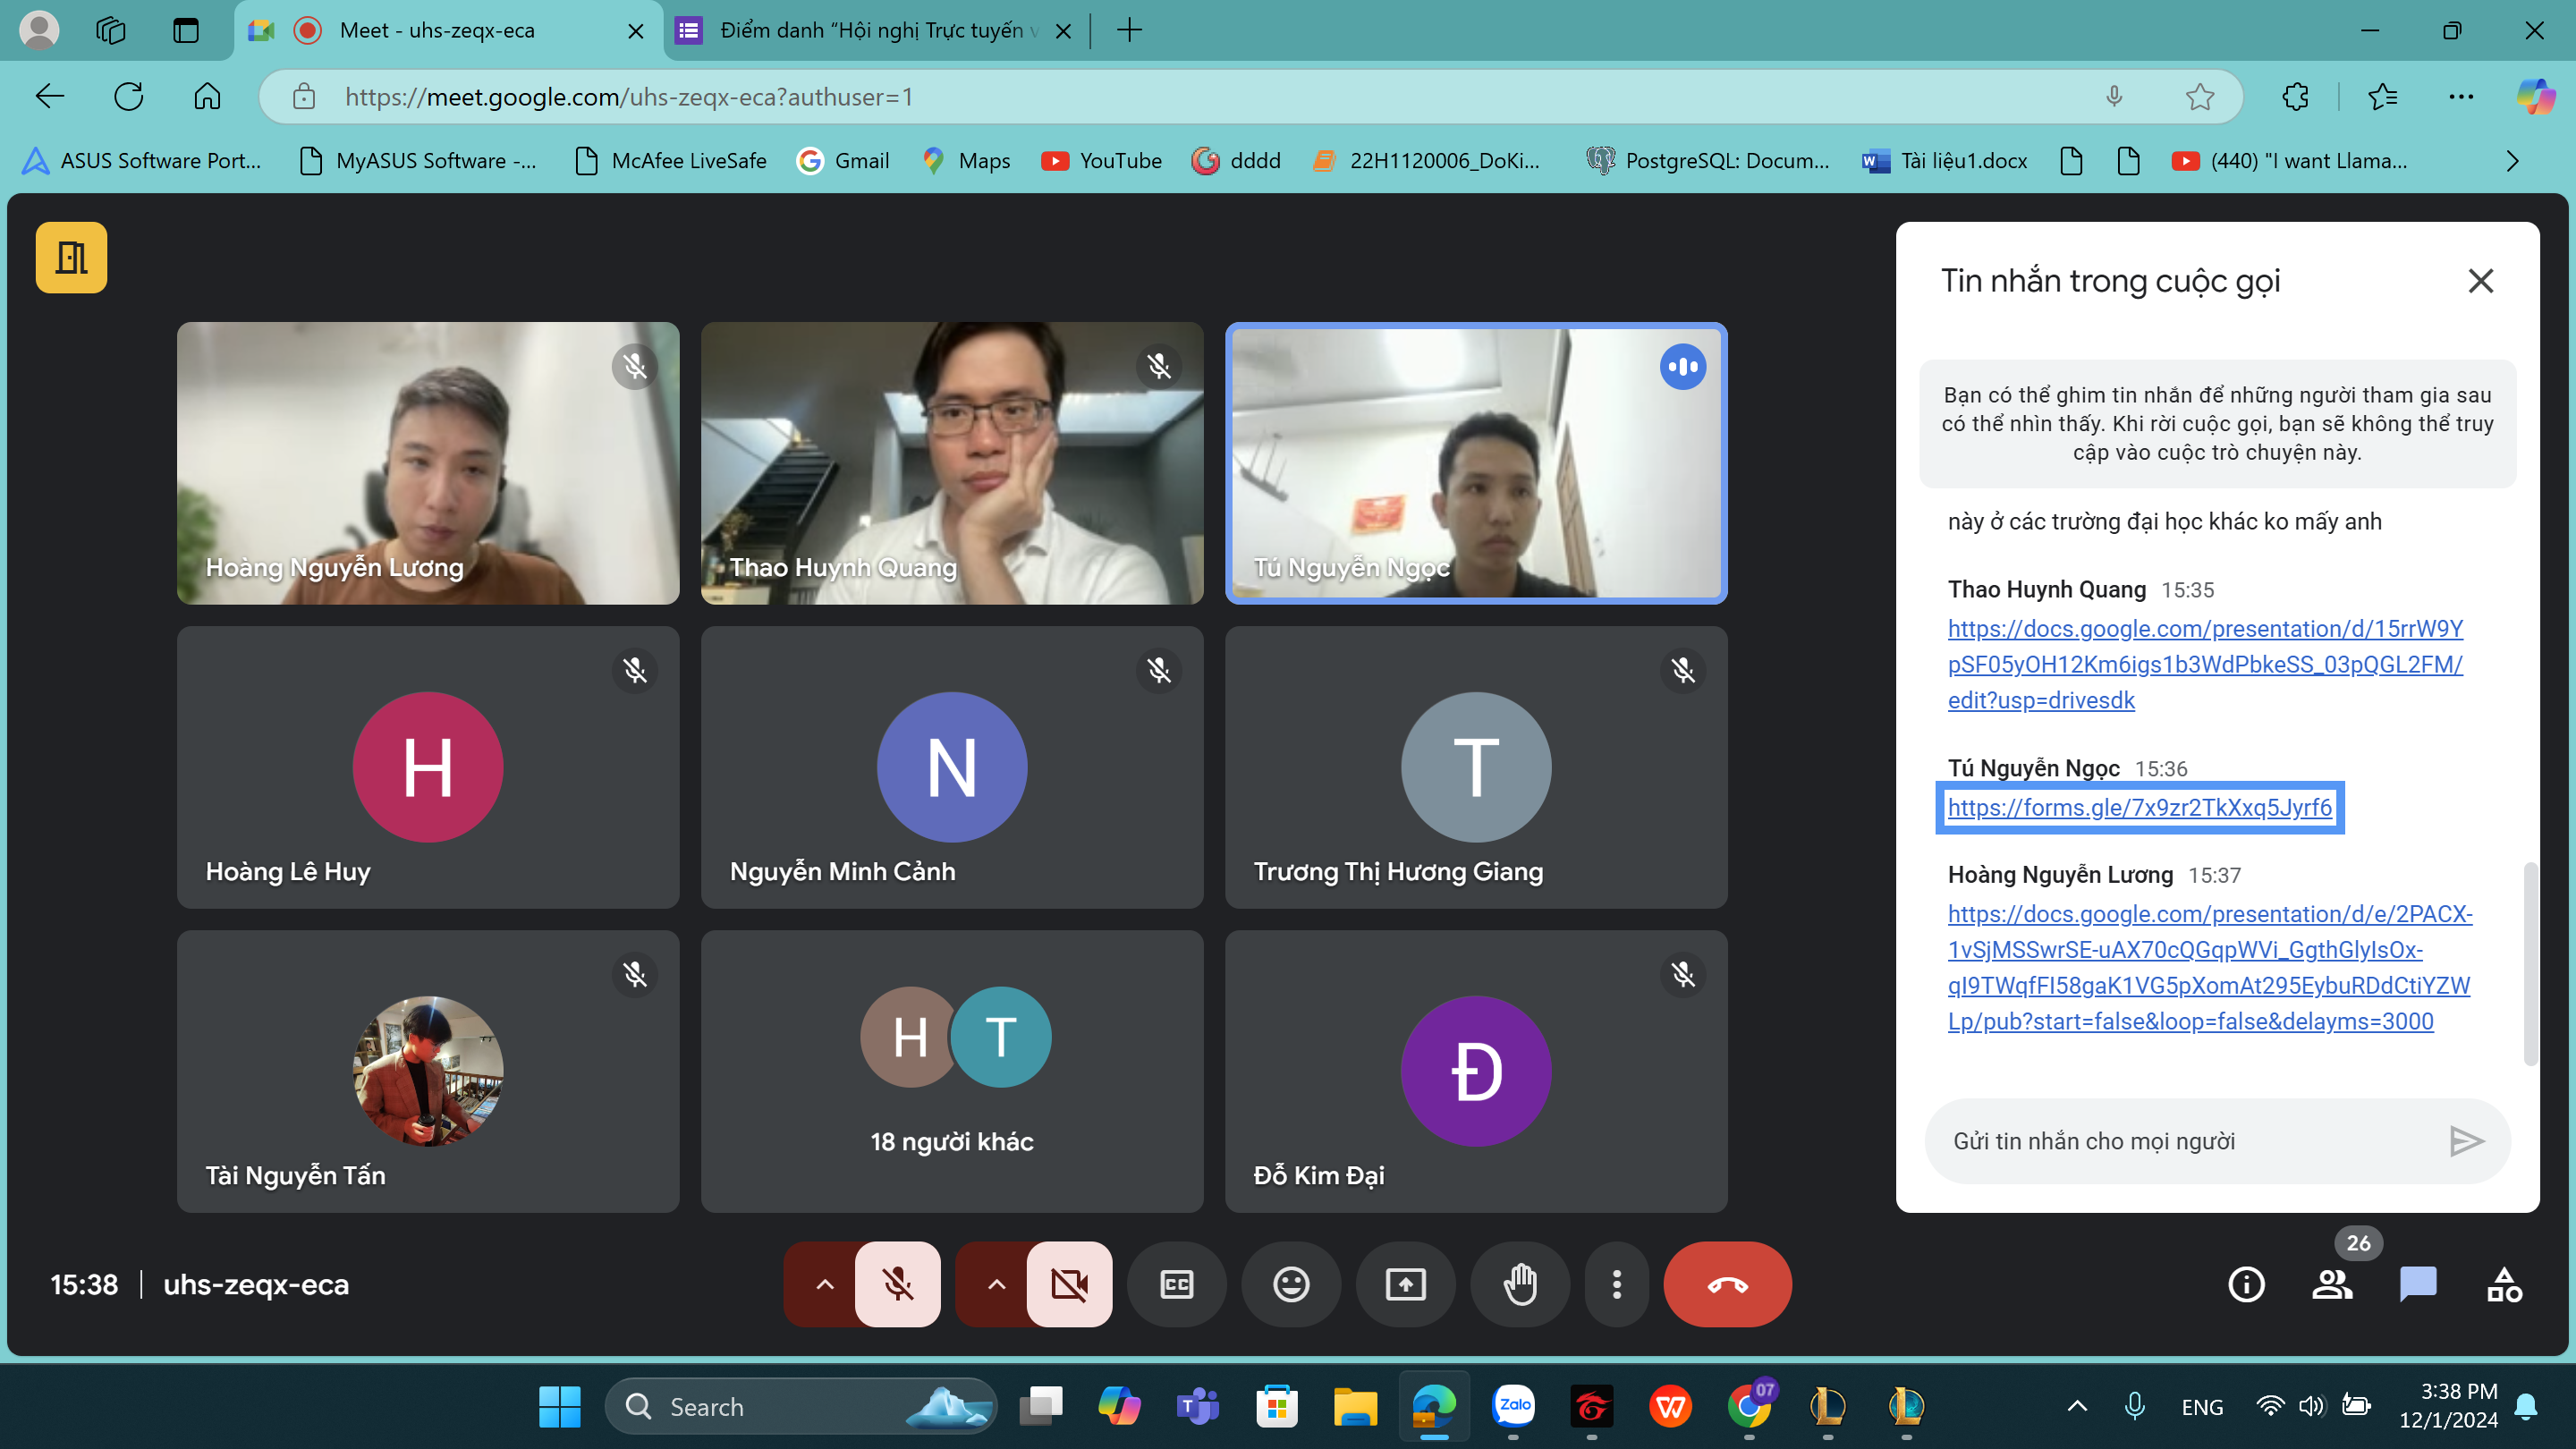 Meet - uhs-zeqx-eca
Điểm danh “Hội nghị Trực tuyến v
https://meet.google.com/uhs-zeqx-eca?authuser=1
ASUS Software Port...
MyASUS Software -...
McAfee LiveSafe
Gmail
Maps
YouTube
dddd
22H1120006_DoKi...
PostgreSQL: Docum...
Tài liệu1.docx
(440) "I want Llama...
Hoàng Nguyễn Lương
Thao Huynh Quang
Tú Nguyễn Ngọc
H
Hoàng Lê Huy
N
Nguyễn Minh Cảnh
T
Trương Thị Hương Giang
Tài Nguyễn Tấn
H T
18 người khác
Đ
Đỗ Kim Đại
Tin nhắn trong cuộc gọi
Bạn có thể ghim tin nhắn để những người tham gia sau
có thể nhìn thấy. Khi rời cuộc gọi, bạn sẽ không thể truy
cập vào cuộc trò chuyện này.
này ở các trường đại học khác ko mấy anh
Thao Huynh Quang 15:35
https://docs.google.com/presentation/d/15rrW9Y
pSF05yOH12Km6igs1b3WdPbkeSS_03pQGL2FM/
edit?usp=drivesdk
Tú Nguyễn Ngọc 15:36
https://forms.gle/7x9zr2TkXxq5Jyrf6
Hoàng Nguyễn Lương 15:37
https://docs.google.com/presentation/d/e/2PACX-
1vSjMSSwrSE-uAX70cQGqpWVi_GgthGlyIsOx-
qI9TWqfFI58gaK1VG5pXomAt295EybuRDdCtiYZW
Lp/pub?start=false&loop=false&delayms=3000
Gửi tin nhắn cho mọi người
15:38 | uhs-zeqx-eca
CC
26
Search
Zalo
07
ENG
3:38 PM
12/1/2024